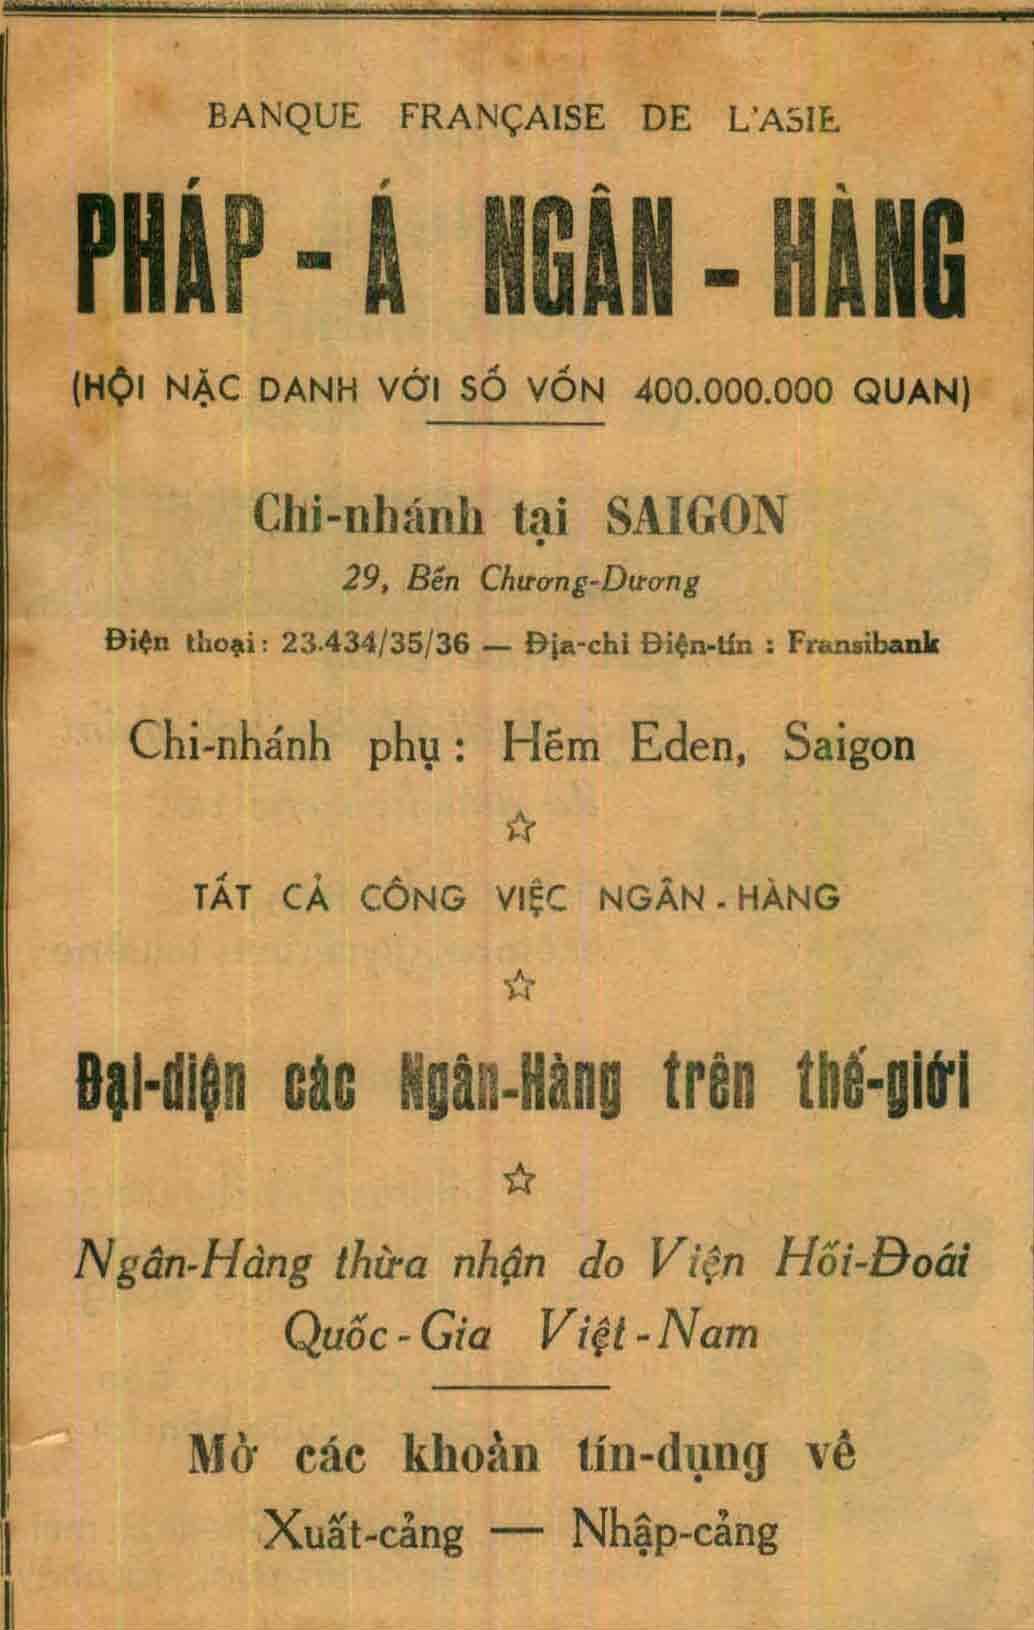 BANQUE FRANÇAISE DE L'ASIE
PHÁP - Á NGÂN - HÀNG
(HỘI NẶC DANH VỚI SỐ VỐN 400.000.000 QUAN)
Chi-nhánh tại SAIGON
29, Bến Chương-Dương
Điện thoại: 23.434/35/36 — Địa-chỉ Điện-tín : Fransibank
Chi-nhánh phụ : Hẻm Eden, Saigon
☆
TẤT CẢ CÔNG VIỆC NGÂN - HÀNG
☆
Đại-diện các Ngân-Hàng trên thế-giới
☆
Ngân-Hàng thừa nhận do Viện Hối-Đoái
Quốc - Gia Việt - Nam
Mở các khoản tín-dụng về
Xuất-cảng — Nhập-cảng